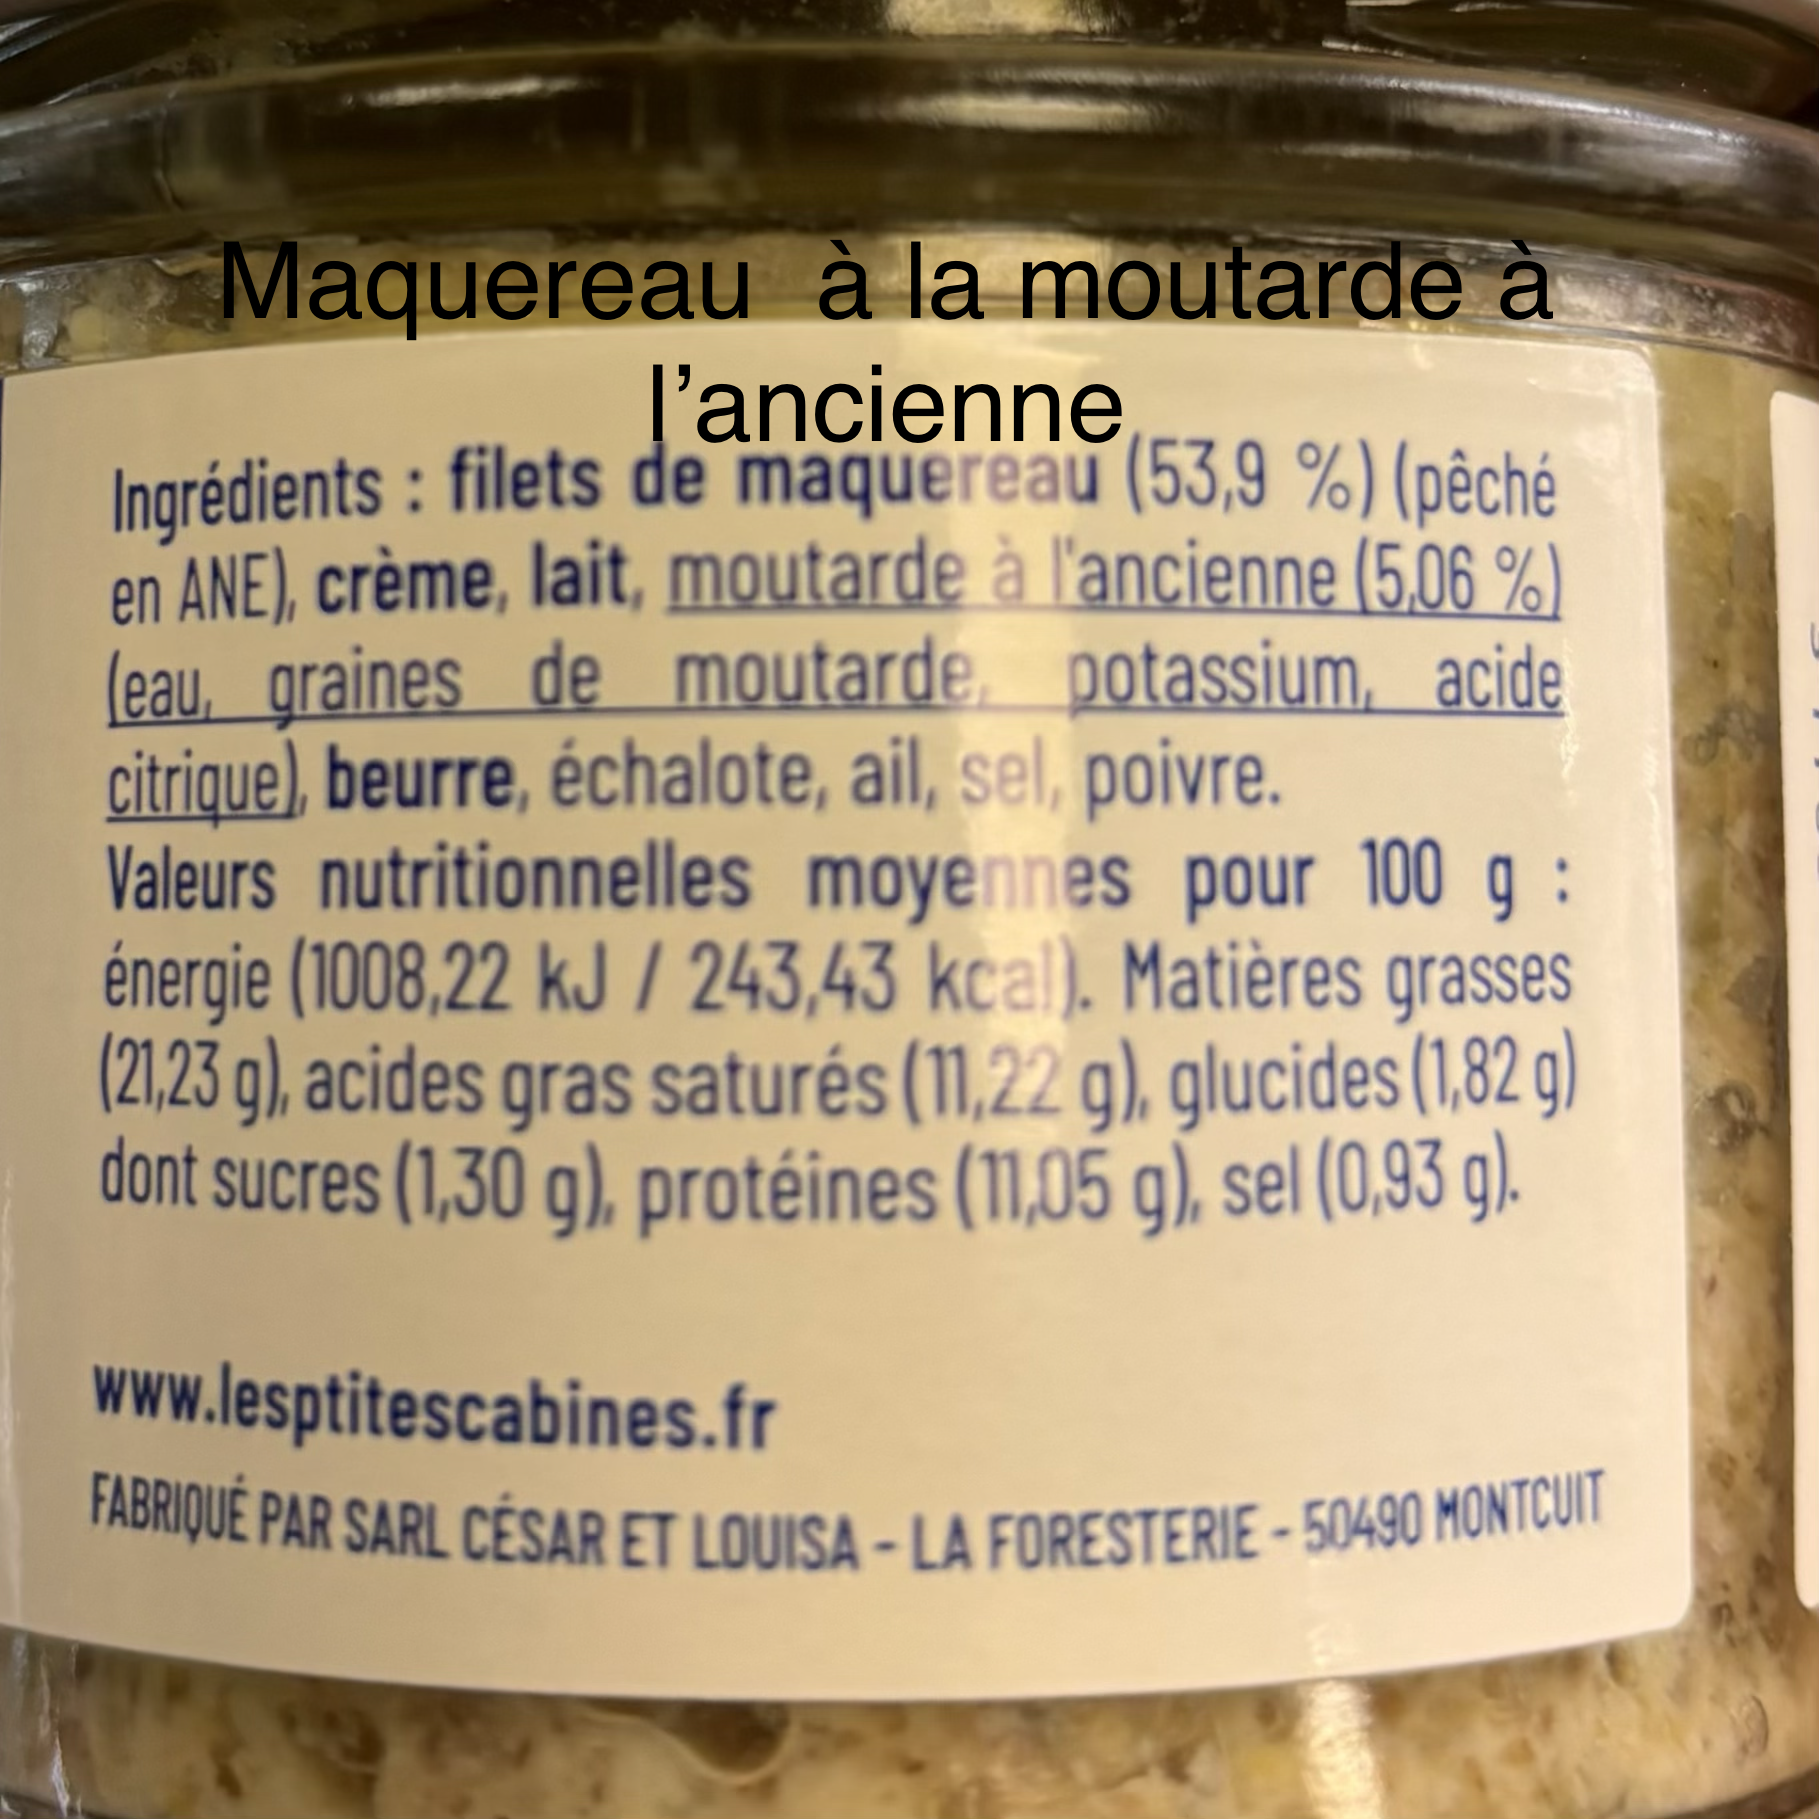 Maquereau à la moutarde à
l’ancienne
Ingrédients : filets de maquereau (53,9 %) (pêché
en ANE), crème, lait, moutarde à l'ancienne (5,06 %)
(eau, graines de moutarde, potassium, acide
citrique), beurre, échalote, ail, sel, poivre.
Valeurs nutritionnelles moyennes pour 100 g :
énergie (1008,22 kJ / 243,43 kcal). Matières grasses
(21,23 g), acides gras saturés (11,22 g), glucides (1,82 g)
dont sucres (1,30 g), protéines (11,05 g), sel (0,93 g).
www.lesptitescabines.fr
FABRIQUÉ PAR SARL CÉSAR ET LOUISA - LA FORESTERIE - 50490 MONTCUIT